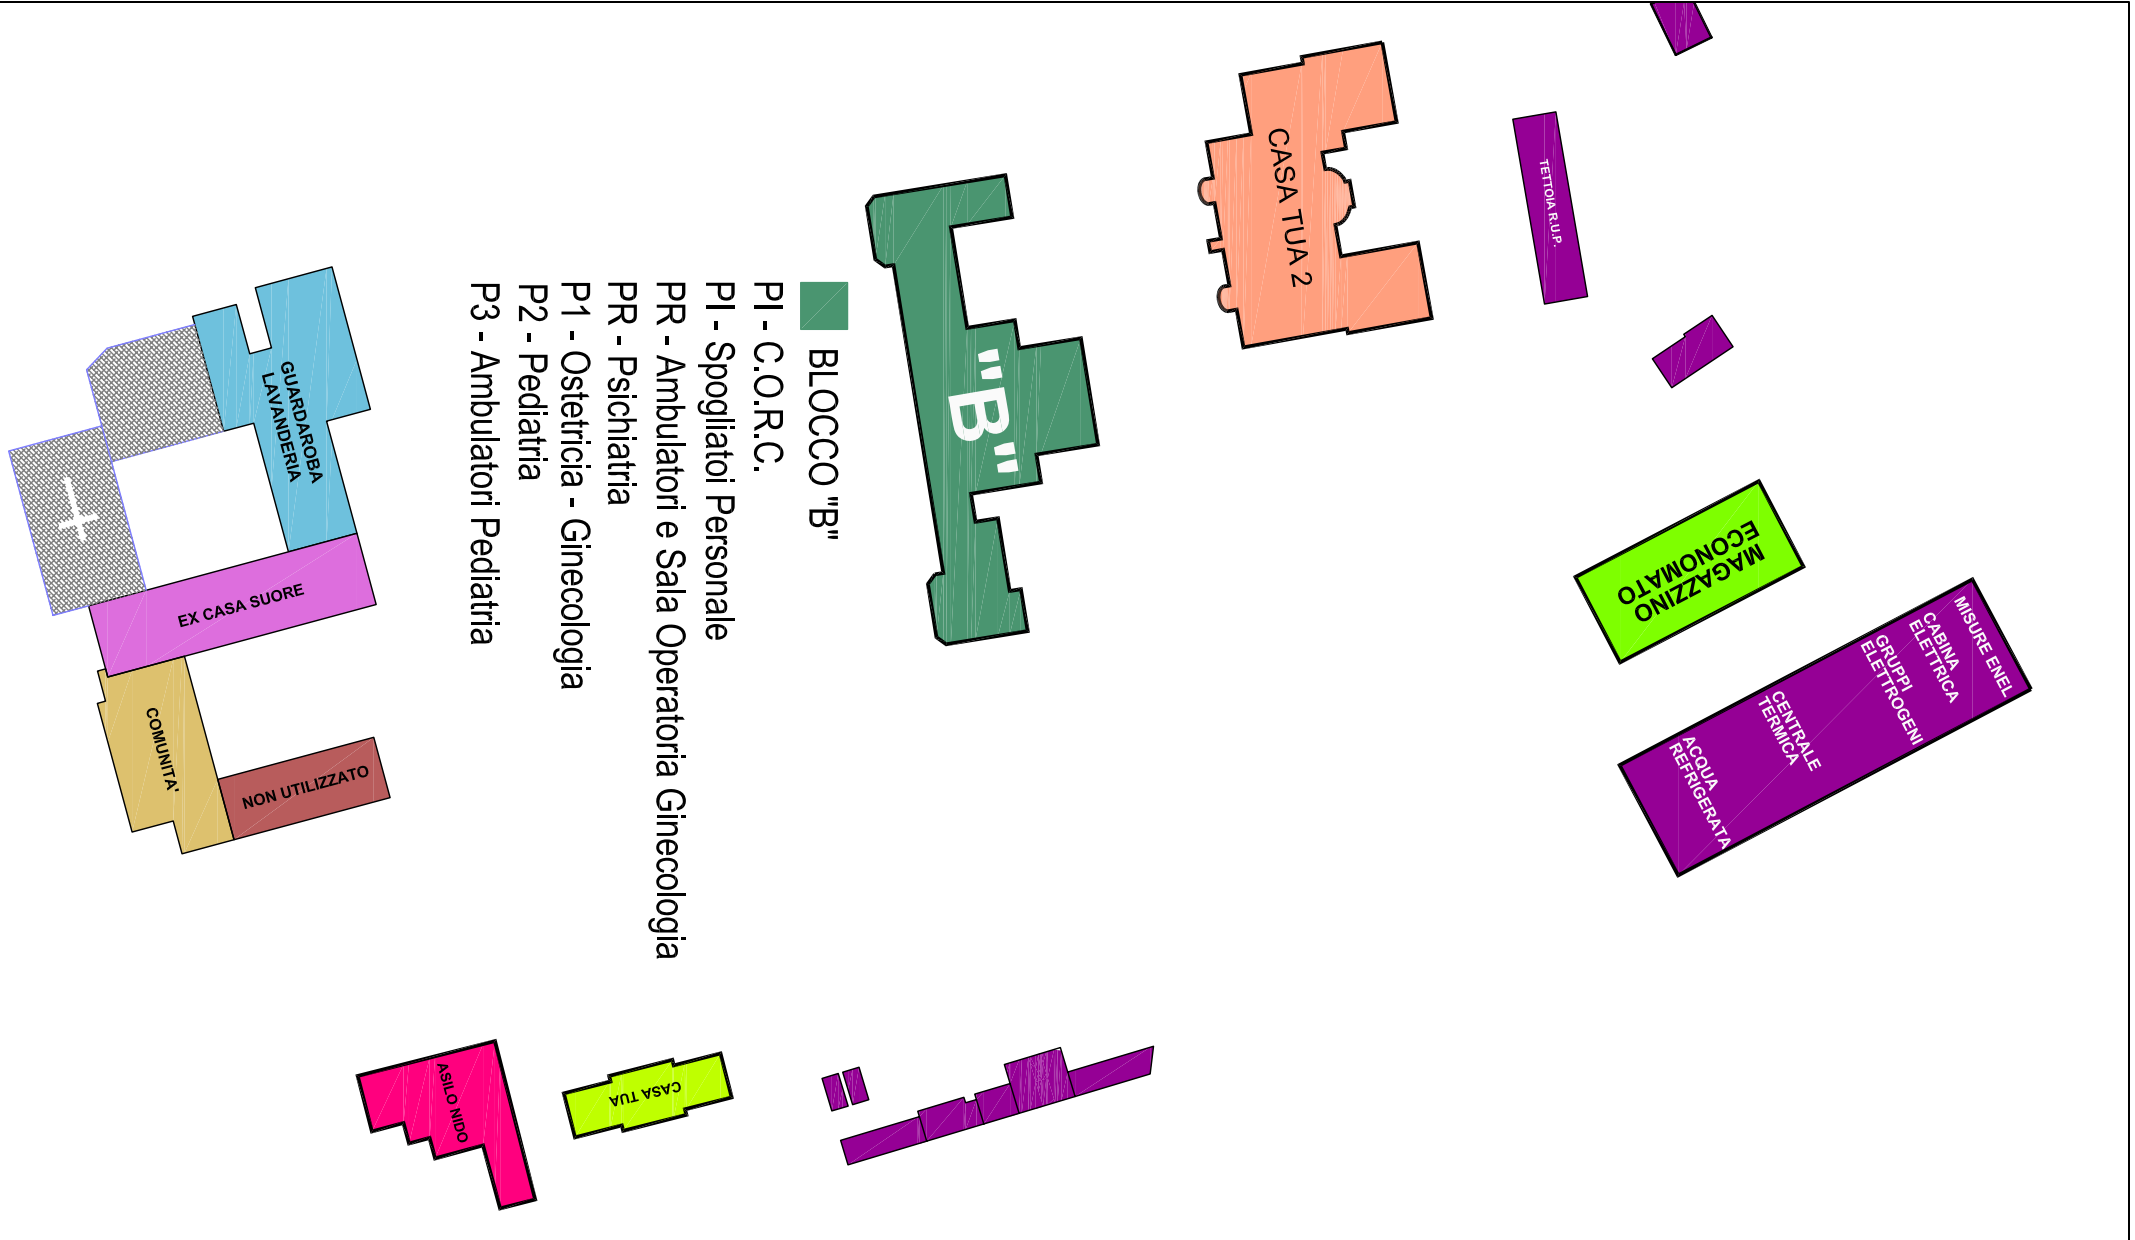 BLOCCO "B"
PI - C.O.R.C.
PI - Spogliatoi Personale
PR - Ambulatori e Sala Operatoria Ginecologia
PR - Psichiatria
P1 - Ostetricia - Ginecologia
P2 - Pediatria
P3 - Ambulatori Pediatria
"B"
CASA TUA 2
TETTOIA R.U.P.
MAGAZZINO
ECONOMATO
MISURE ENEL
CABINA
ELETTRICA
GRUPPI
ELETTROGENI
CENTRALE
TERMICA
ACQUA
REFRIGERATA
GUARDAROBA
LAVANDERIA
EX CASA SUORE
COMUNITA'
NON UTILIZZATO
ASILO NIDO
CASA TUA